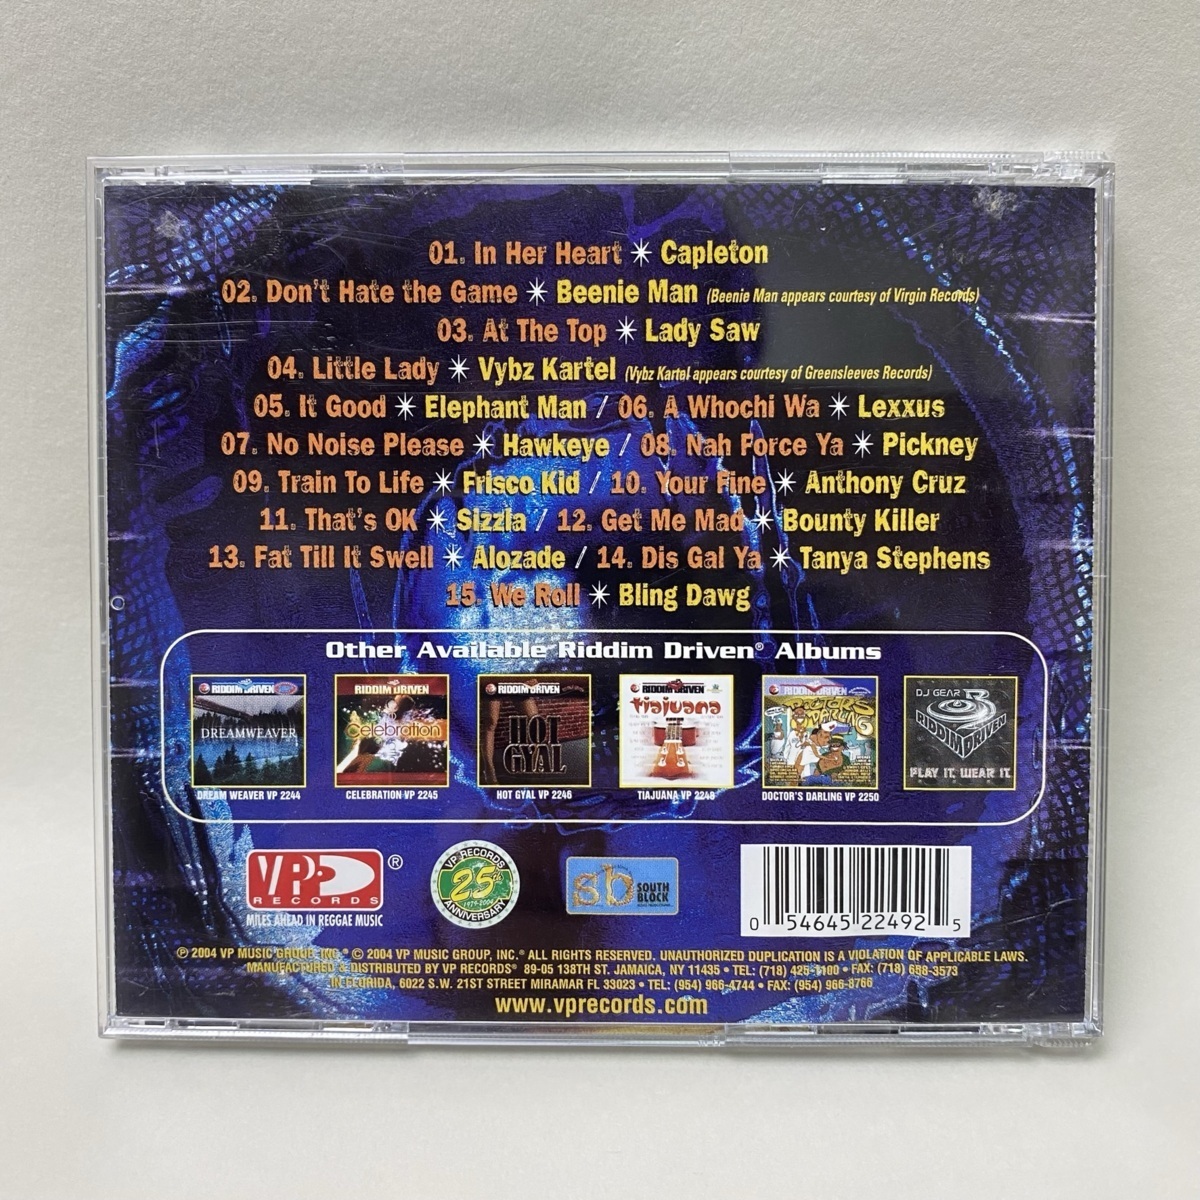 01. In Her Heart ✴ Capleton
02. Don't Hate the Game ✴ Beenie Man (Beenie Man appears courtesy of Virgin Records)
03. At The Top ✴ Lady Saw
04. Little Lady ✴ Vybz Kartel (Vybz Kartel appears courtesy of Greensleeves Records)
05. It Good ✴ Elephant Man / 06. A Whochi Wa ✴ Lexxus
07. No Noise Please ✴ Hawkeye / 08. Nah Force Ya ✴ Pickney
09. Train To Life ✴ Frisco Kid / 10. Your Fine ✴ Anthony Cruz
11. That's OK ✴ Sizzla / 12. Get Me Mad ✴ Bounty Killer
13. Fat Till It Swell ✴ Alozade / 14. Dis Gal Ya ✴ Tanya Stephens
15. We Roll ✴ Bling Dawg
Other Available Riddim Driven® Albums
RIDDIM DRIVEN
DREAMWEAVER
DREAM WEAVER VP 2244
RIDDIM DRIVEN
Celebration
CELEBRATION VP 2245
RIDDIM DRIVEN
HOT
GYAL
HOT GYAL VP 2246
RIDDIM DRIVEN
tiajuana
TIAJUANA VP 2248
RIDDIM DRIVEN
DOCTOR'S
DARLING
DOCTOR'S DARLING VP 2250
DJ GEAR
RIDDIM DRIVEN
PLAY IT, WEAR IT.
VP ®
RECORDS
MILES AHEAD IN REGGAE MUSIC
VP RECORDS
25th
1979-2004
ANNIVERSARY
sb
SOUTH
BLOCK
0 54645 22492 5
℗ 2004 VP MUSIC GROUP, INC.® © 2004 VP MUSIC GROUP, INC.® ALL RIGHTS RESERVED. UNAUTHORIZED DUPLICATION IS A VIOLATION OF APPLICABLE LAWS.
MANUFACTURED & DISTRIBUTED BY VP RECORDS® 89-05 138TH ST. JAMAICA, NY 11435 • TEL: (718) 425-1100 • FAX: (718) 658-3573
IN FLORIDA, 6022 S.W. 21ST STREET MIRAMAR FL 33023 • TEL: (954) 966-4744 • FAX: (954) 966-8766
www.vprecords.com